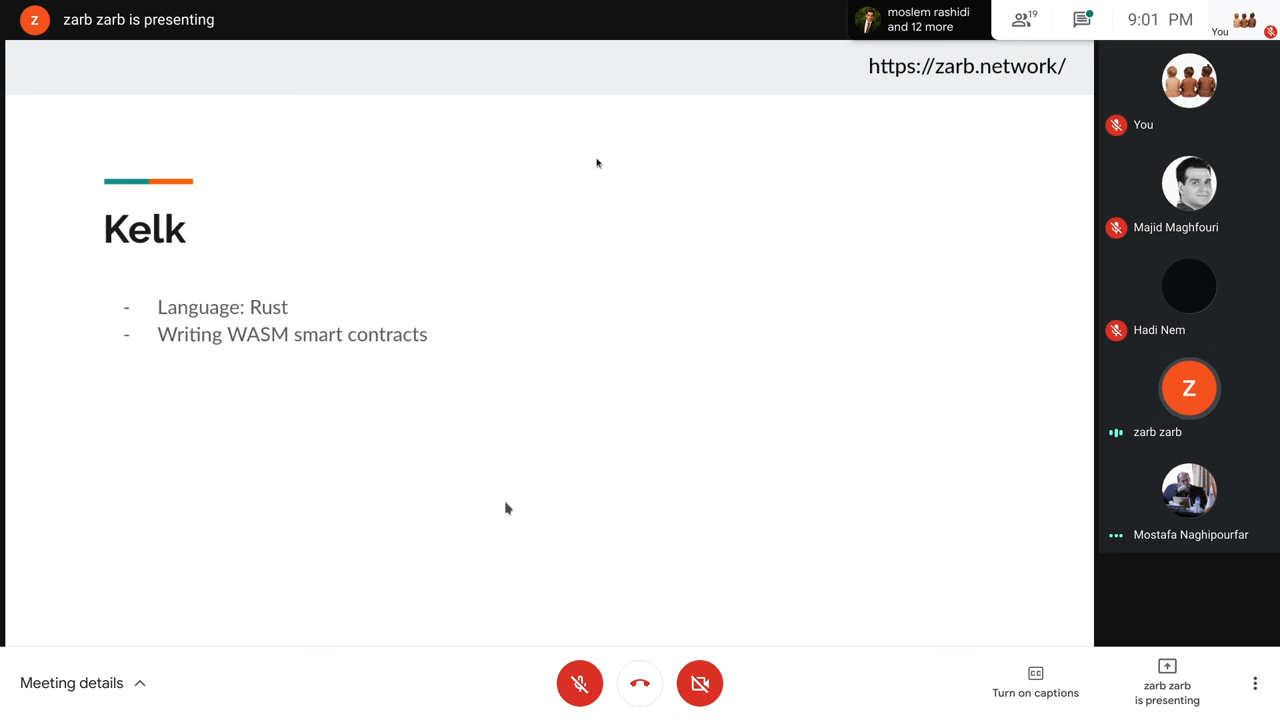 Z
zarb zarb is presenting
moslem rashidi
and 12 more
19
9:01 PM
You
https://zarb.network/
Kelk
- Language: Rust
- Writing WASM smart contracts
You
Majid Maghfouri
Hadi Nem
Z
zarb zarb
Mostafa Naghipourfar
Meeting details
CC
Turn on captions
zarb zarb
is presenting